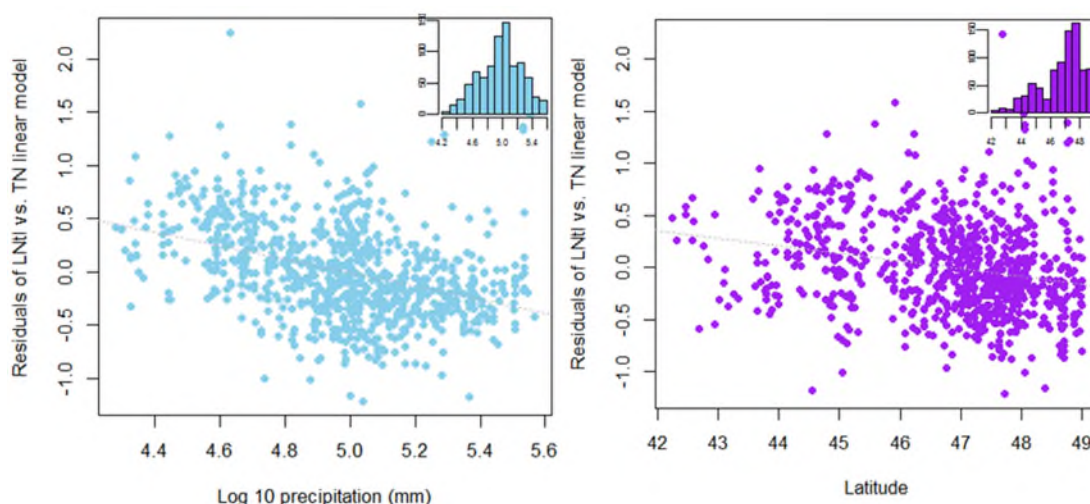 Residuals of LNtl vs. TN linear model
2.0
1.5
1.0
0.5
0.0
-0.5
-1.0
4.4 4.6 4.8 5.0 5.2 5.4 5.6
Log 10 precipitation (mm)
4.2 4.6 5.0 5.4
Residuals of LNtl vs. TN linear model
2.0
1.5
1.0
0.5
0.0
-0.5
-1.0
42 43 44 45 46 47 48 49
Latitude
42 44 46 48